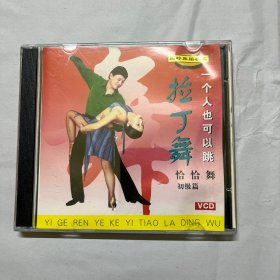 一个人也可以跳
拉丁舞
恰恰舞
初级篇
VCD
YI GE REN YE KE YI TIAO LA DING WU